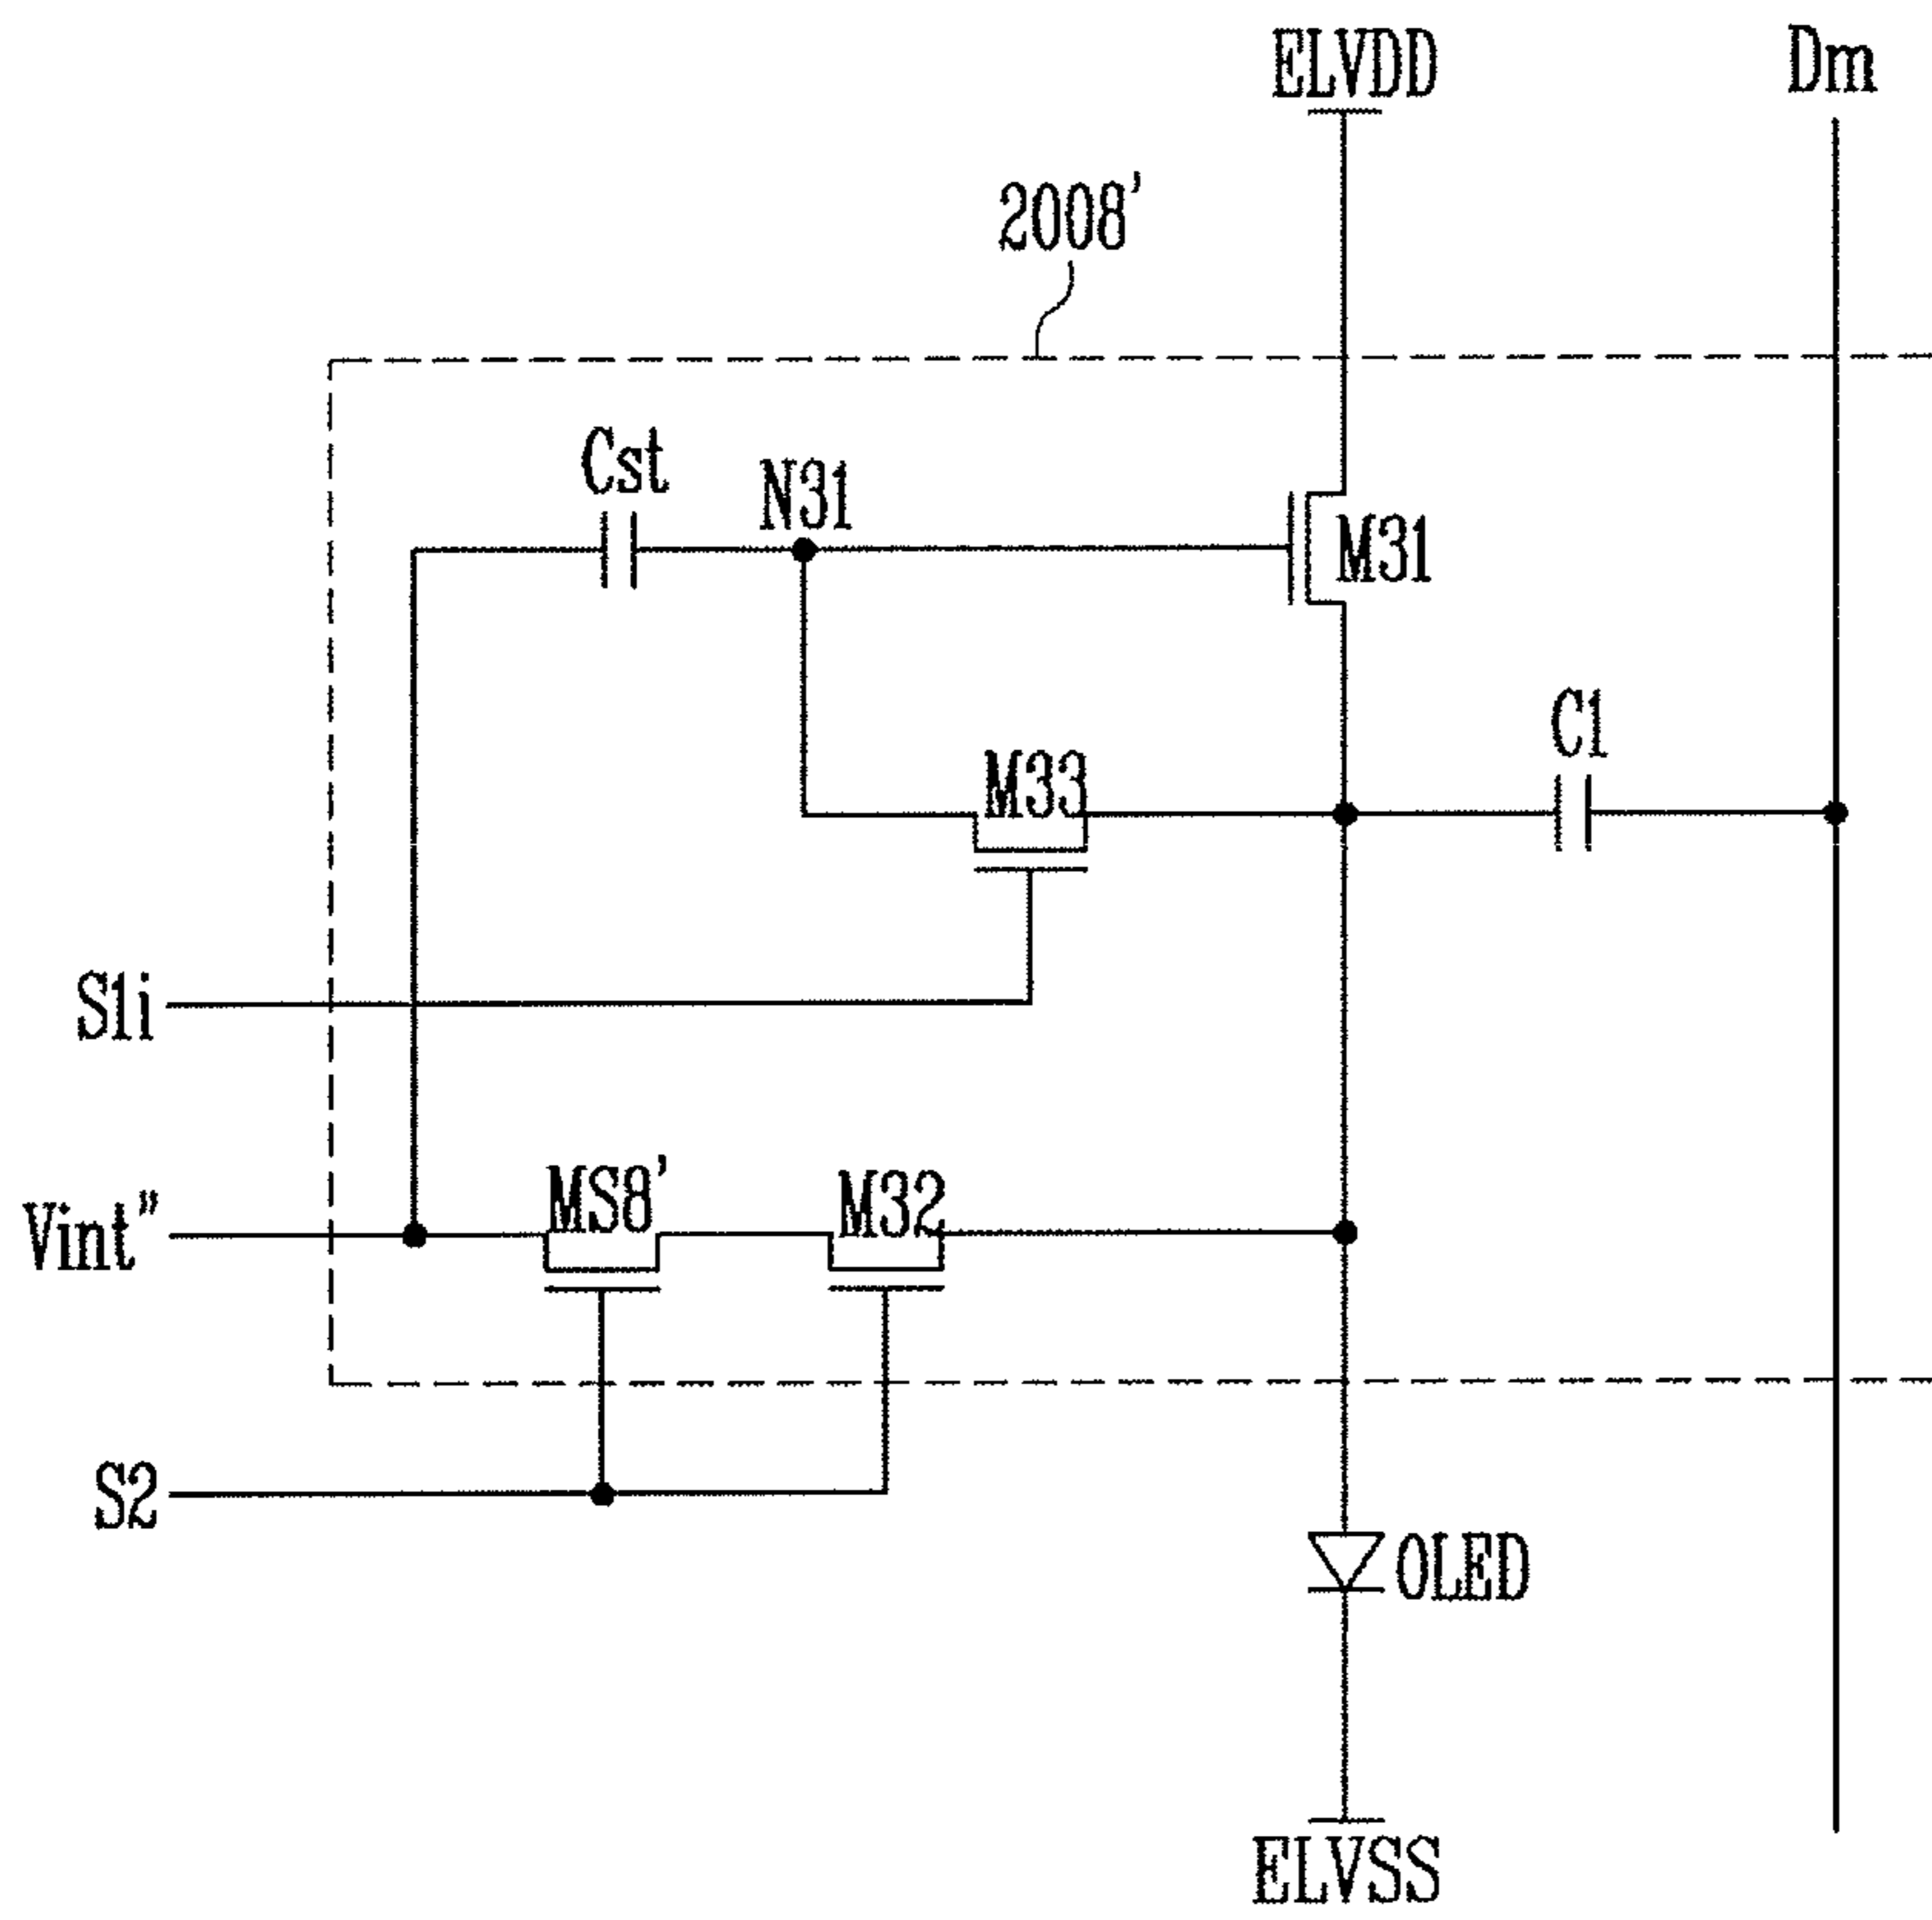 ELVDD
Dm
2008'
Cst
N31
M31
C1
M33
S1i
Vint"
MS8'
M32
S2
OLED
ELVSS